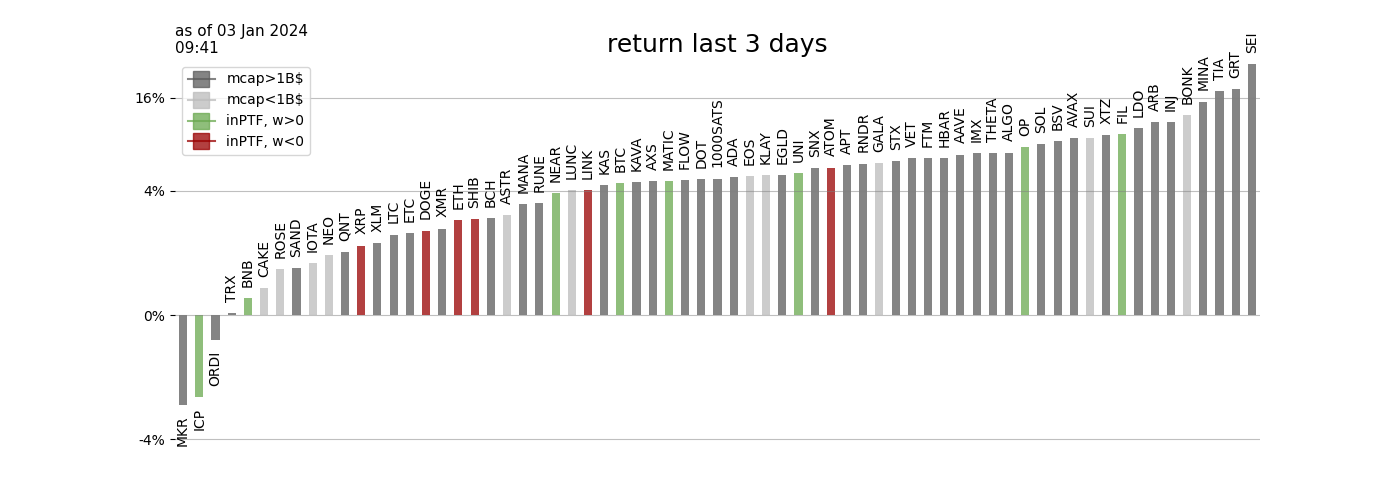 as of 03 Jan 2024
09:41
return last 3 days
mcap>1B$
mcap<1B$
inPTF, w>0
inPTF, w<0
16%
4%
0%
-4%
MKR
ICP
ORDI
TRX
BNB
CAKE
ROSE
SAND
IOTA
NEO
QNT
XRP
XLM
LTC
ETC
DOGE
XMR
ETH
SHIB
BCH
ASTR
MANA
RUNE
NEAR
LUNC
LINK
KAS
BTC
KAVA
AXS
MATIC
FLOW
DOT
1000SATS
ADA
EOS
KLAY
EGLD
UNI
SNX
ATOM
APT
RNDR
GALA
STX
VET
FTM
HBAR
AAVE
IMX
THETA
ALGO
OP
SOL
BSV
AVAX
SUI
XTZ
FIL
LDO
ARB
INJ
BONK
MINA
TIA
GRT
SEI